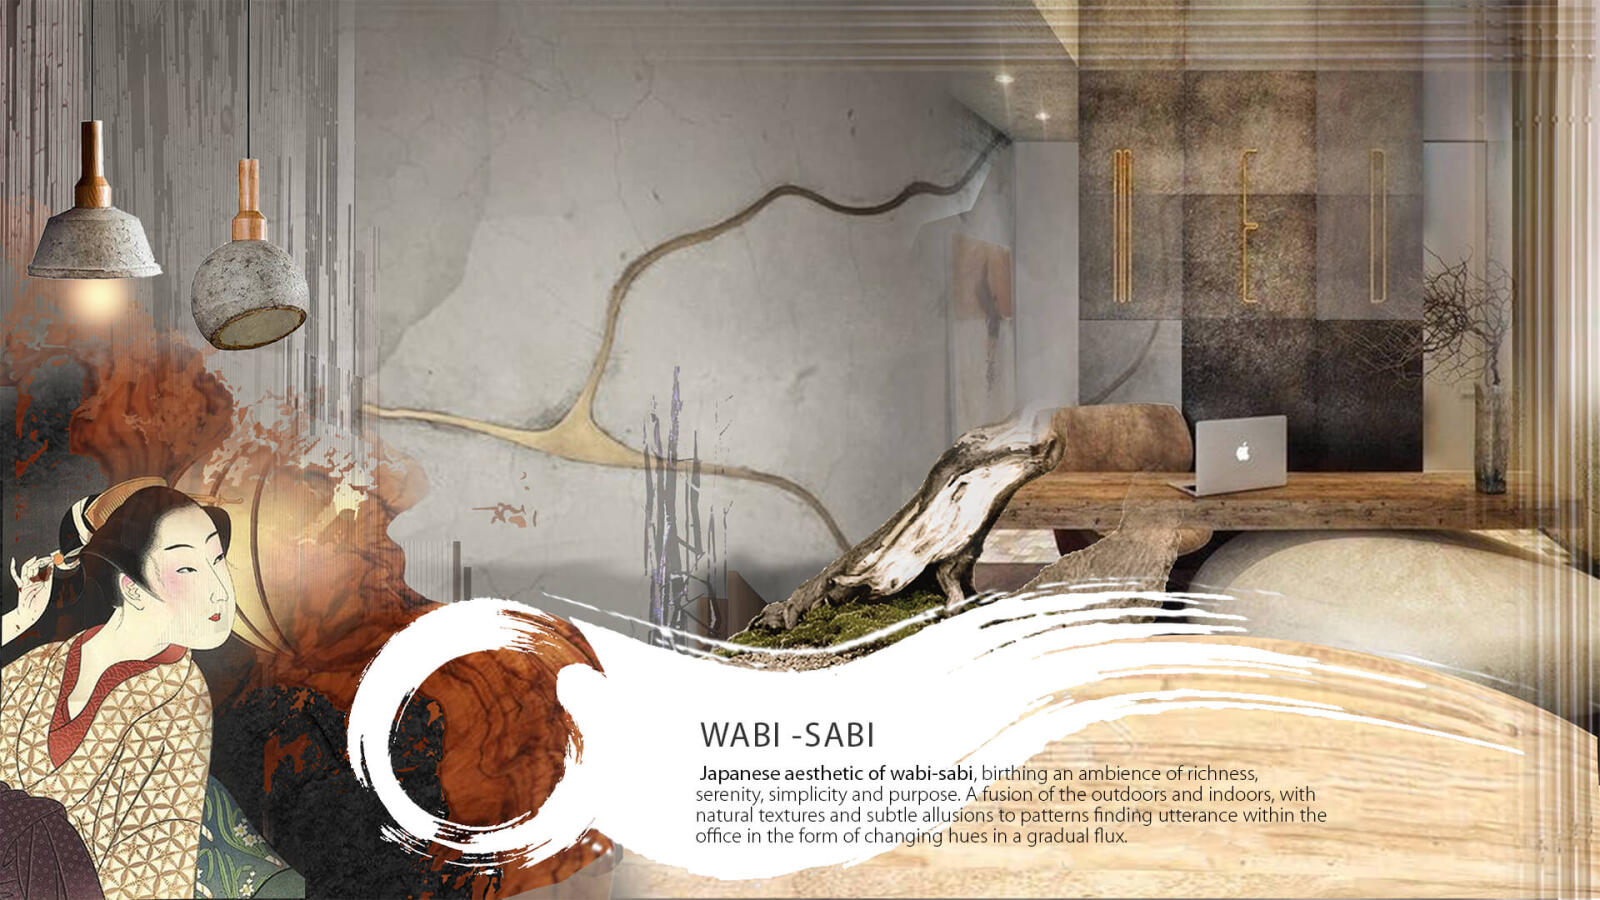 WABI -SABI
Japanese aesthetic of wabi-sabi, birthing an ambience of richness,
serenity, simplicity and purpose. A fusion of the outdoors and indoors, with
natural textures and subtle allusions to patterns finding utterance within the
office in the form of changing hues in a gradual flux.